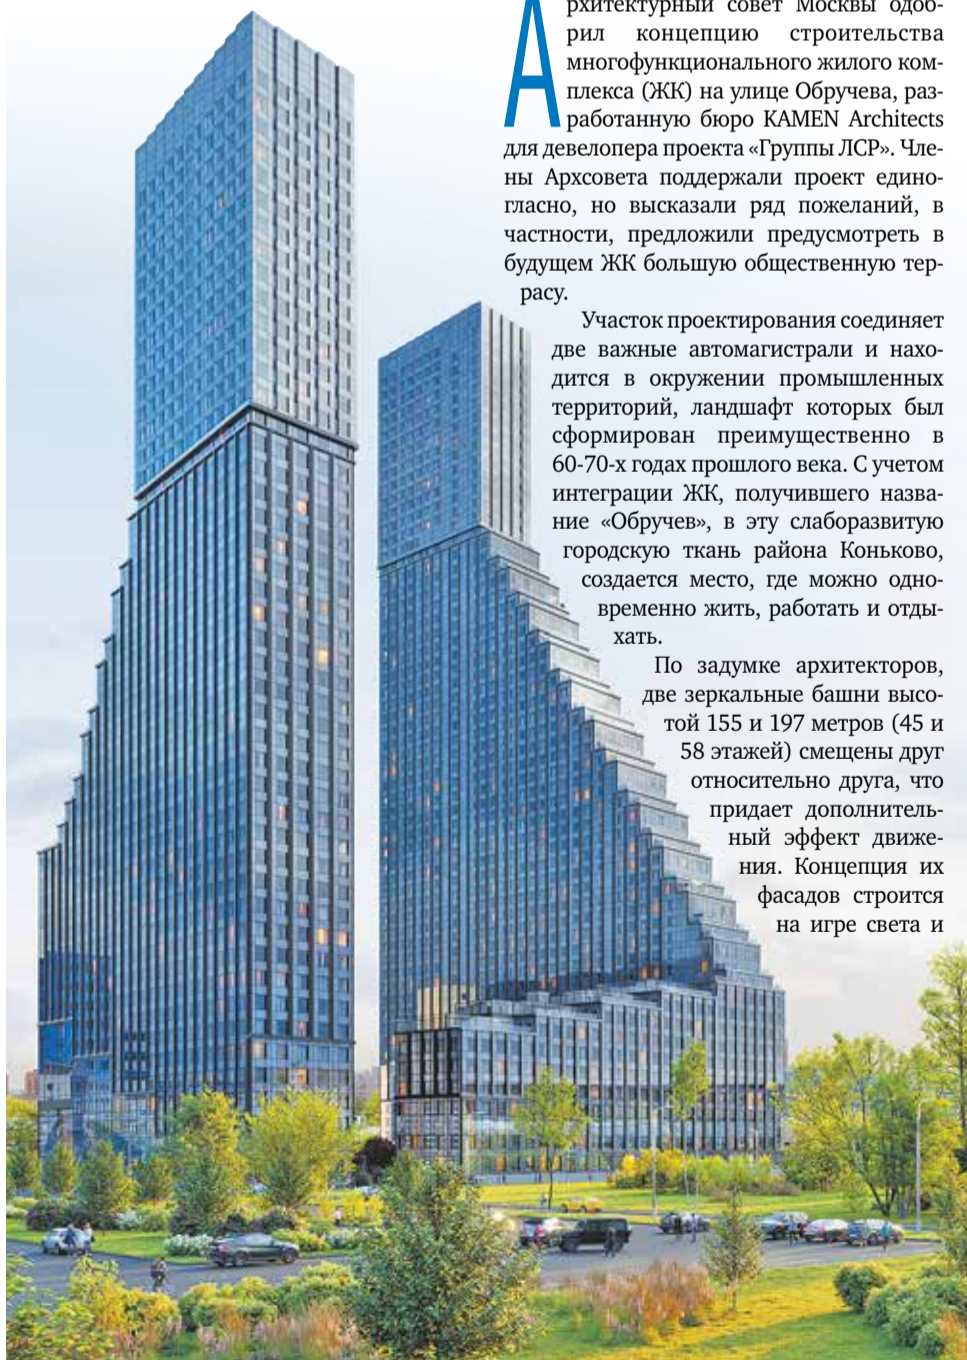 Архитектурный совет Москвы одоб-
рил концепцию строительства
многофункционального жилого ком-
плекса (ЖК) на улице Обручева, раз-
работанную бюро KAMEN Architects
для девелопера проекта «Группы ЛСР». Чле-
ны Архсовета поддержали проект едино-
гласно, но высказали ряд пожеланий, в
частности, предложили предусмотреть в
будущем ЖК большую общественную тер-
расу.
Участок проектирования соединяет
две важные автомагистрали и нахо-
дится в окружении промышленных
территорий, ландшафт которых был
сформирован преимущественно в
60-70-х годах прошлого века. С учетом
интеграции ЖК, получившего назва-
ние «Обручев», в эту слаборазвитую
городскую ткань района Коньково,
создается место, где можно одно-
временно жить, работать и отды-
хать.
По задумке архитекторов,
две зеркальные башни высо-
той 155 и 197 метров (45 и
58 этажей) смещены друг
относительно друга, что
придает дополнитель-
ный эффект движе-
ния. Концепция их
фасадов строится
на игре света и